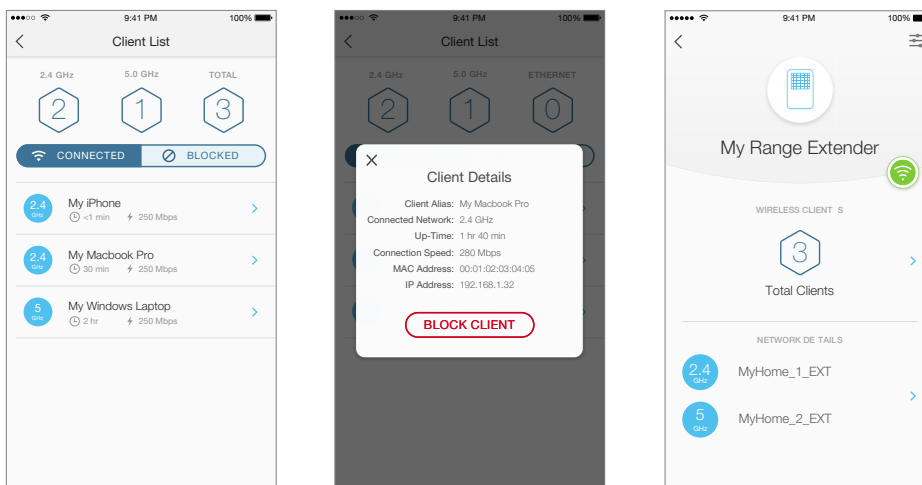 9:41 PM 100%
Client List
2.4 GHz 5.0 GHz TOTAL
2 1 3
CONNECTED BLOCKED
2.4 GHz My iPhone
<1 min 250 Mbps
2.4 GHz My Macbook Pro
30 min 250 Mbps
5 GHz My Windows Laptop
2 hr 250 Mbps
9:41 PM 100%
Client List
2.4 GHz 5.0 GHz ETHERNET
2 1 0
Client Details
Client Alias: My Macbook Pro
Connected Network: 2.4 GHz
Up-Time: 1 hr 40 min
Connection Speed: 280 Mbps
MAC Address: 00:01:02:03:04:05
IP Address: 192.168.1.32
BLOCK CLIENT
9:41 PM 100%
My Range Extender
WIRELESS CLIENT S
3
Total Clients
NETWORK DE TAILS
2.4 GHz MyHome_1_EXT
5 GHz MyHome_2_EXT